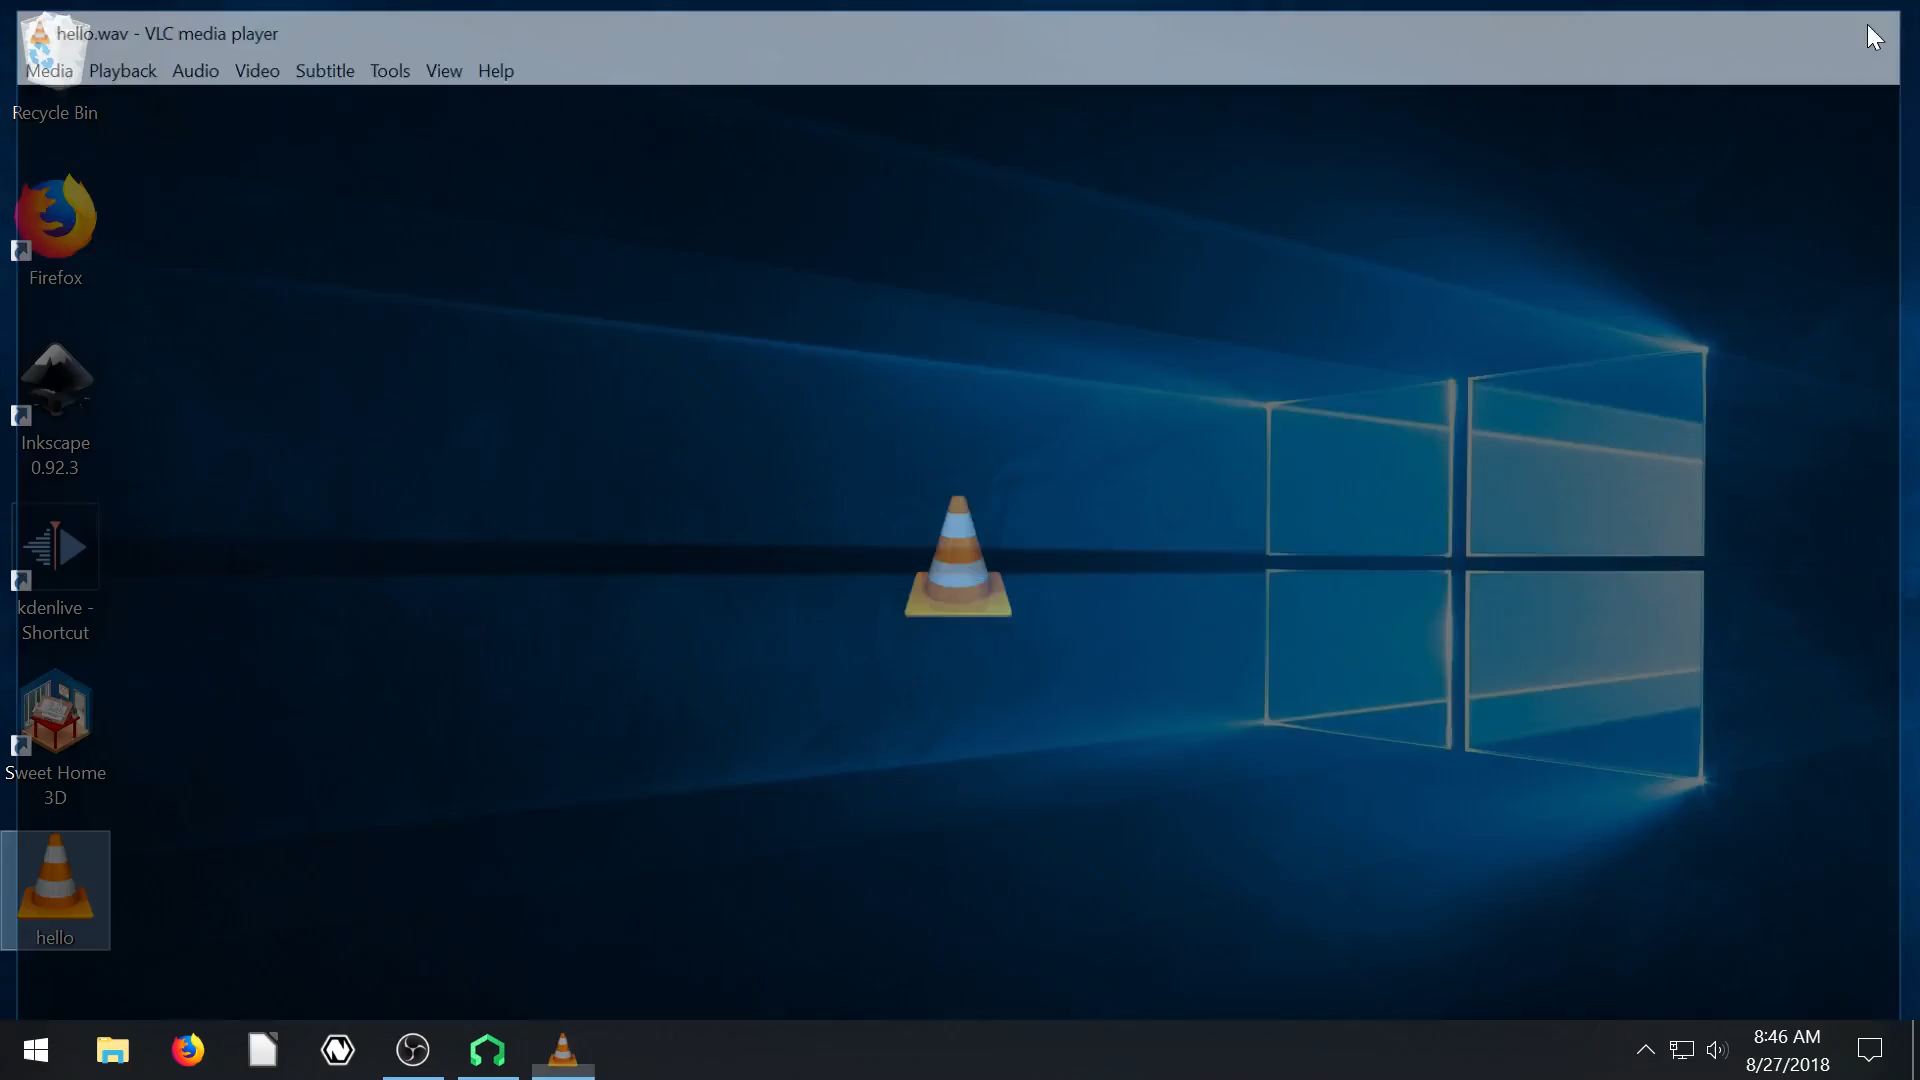 hello.wav - VLC media player
Media Playback Audio Video Subtitle Tools View Help
Recycle Bin
Firefox
Inkscape
0.92.3
kdenlive -
Shortcut
Sweet Home
3D
hello
8:46 AM
8/27/2018